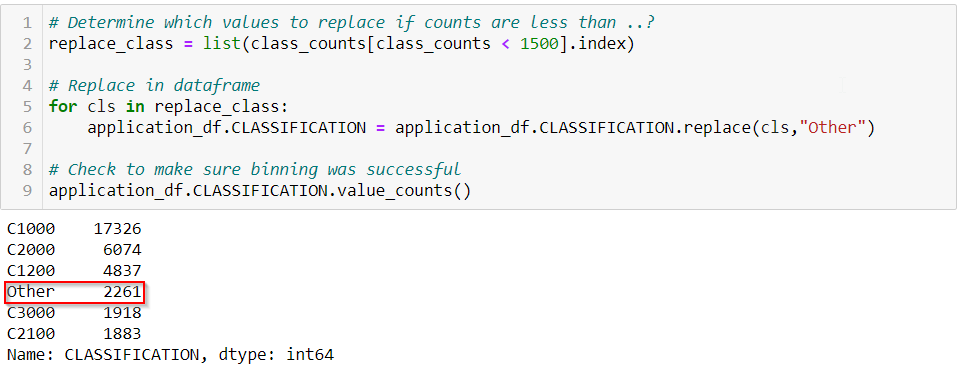 1 # Determine which values to replace if counts are less than ..?
2 replace_class = list(class_counts[class_counts < 1500].index)
3
4 # Replace in dataframe
5 for cls in replace_class:
6     application_df.CLASSIFICATION = application_df.CLASSIFICATION.replace(cls,"Other")
7
8 # Check to make sure binning was successful
9 application_df.CLASSIFICATION.value_counts()
C1000    17326
C2000     6074
C1200     4837
Other     2261
C3000     1918
C2100     1883
Name: CLASSIFICATION, dtype: int64